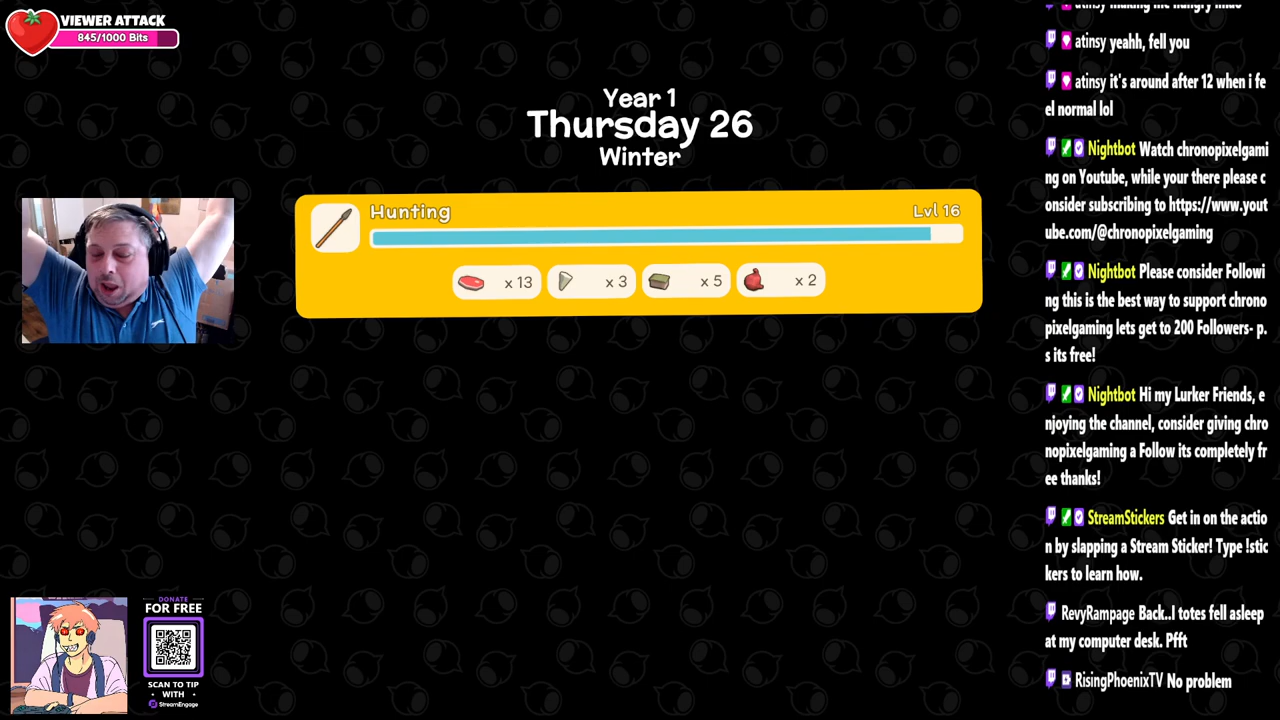 VIEWER ATTACK
845/1000 Bits
Year 1
Thursday 26
Winter
Hunting
Lvl 16
x 13
x 3
x 5
x 2
DONATE
FOR FREE
SCAN TO TIP
• WITH •
StreamEngage
atinsy making me hungry lmao
atinsy yeahh, fell you
atinsy it's around after 12 when i fe
el normal lol
Nightbot Watch chronopixelgami
ng on Youtube, while your there please c
onsider subscribing to https://www.yout
ube.com/@chronopixelgaming
Nightbot Please consider Followi
ng this is the best way to support chrono
pixelgaming lets get to 200 Followers- p.
s its free!
Nightbot Hi my Lurker Friends, e
njoying the channel, consider giving chro
nopixelgaming a Follow its completely fr
ee thanks!
StreamStickers Get in on the actio
n by slapping a Stream Sticker! Type !stic
kers to learn how.
RevyRampage Back..I totes fell asleep
at my computer desk. Pfft
RisingPhoenixTV No problem